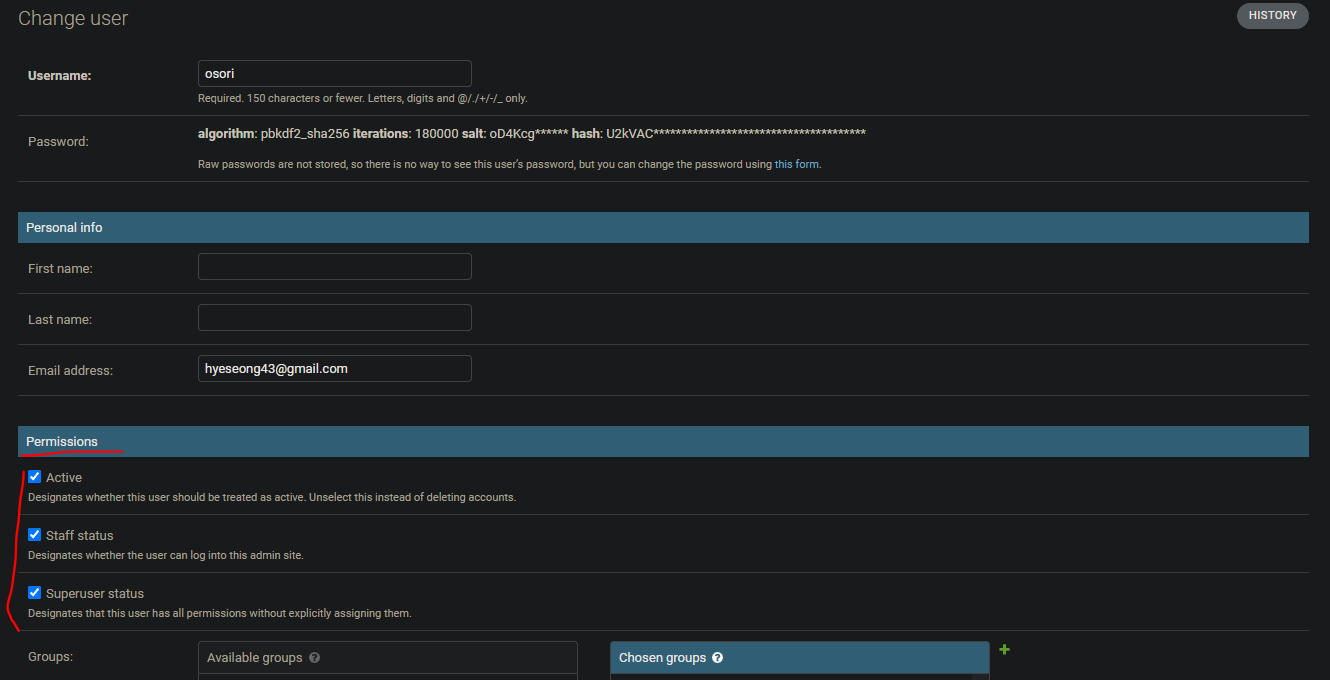 Change user
HISTORY
Username:
osori
Required. 150 characters or fewer. Letters, digits and @/./+/-/_ only.
Password:
algorithm: pbkdf2_sha256 iterations: 180000 salt: oD4Kcg****** hash: U2kVAC**************************************
Raw passwords are not stored, so there is no way to see this user's password, but you can change the password using this form.
Personal info
First name:
Last name:
Email address:
hyeseong43@gmail.com
Permissions
Active
Designates whether this user should be treated as active. Unselect this instead of deleting accounts.
Staff status
Designates whether the user can log into this admin site.
Superuser status
Designates that this user has all permissions without explicitly assigning them.
Groups:
Available groups ?
Chosen groups ?